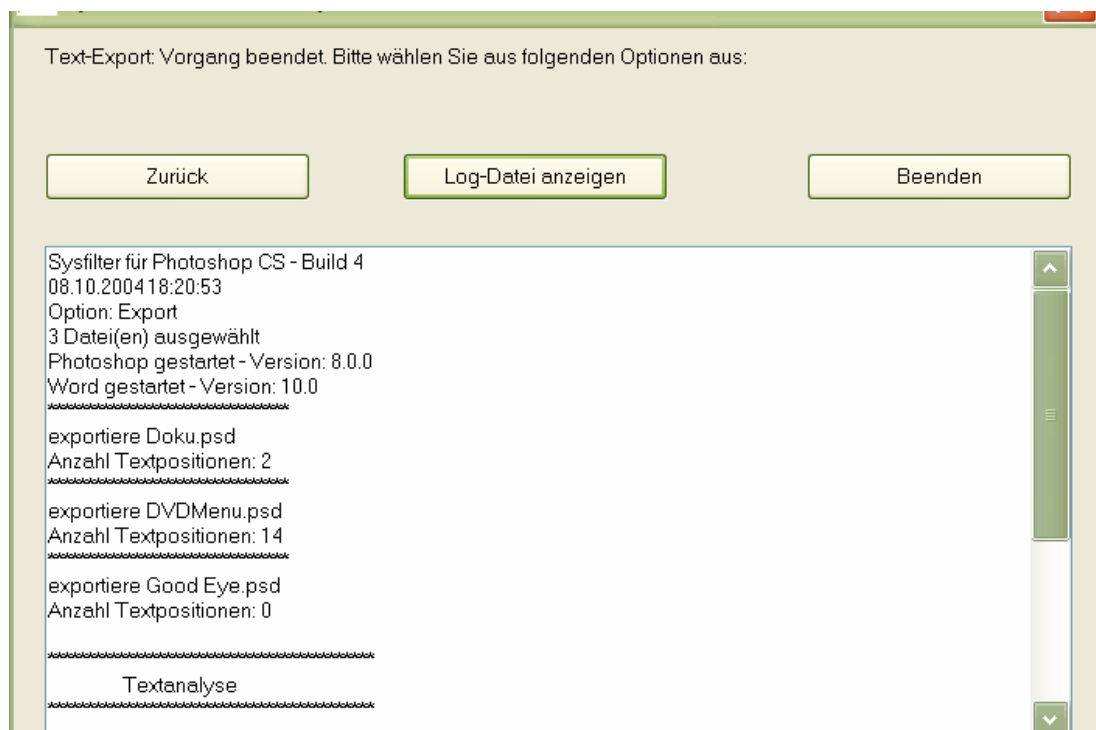 Text-Export: Vorgang beendet. Bitte wählen Sie aus folgenden Optionen aus:
Zurück
Log-Datei anzeigen
Beenden
Sysfilter für Photoshop CS - Build 4
08.10.2004 18:20:53
Option: Export
3 Datei(en) ausgewählt
Photoshop gestartet - Version: 8.0.0
Word gestartet - Version: 10.0
********************************
exportiere Doku.psd
Anzahl Textpositionen: 2
********************************
exportiere DVDMenu.psd
Anzahl Textpositionen: 14
********************************
exportiere Good Eye.psd
Anzahl Textpositionen: 0
********************************************
Textanalyse
********************************************